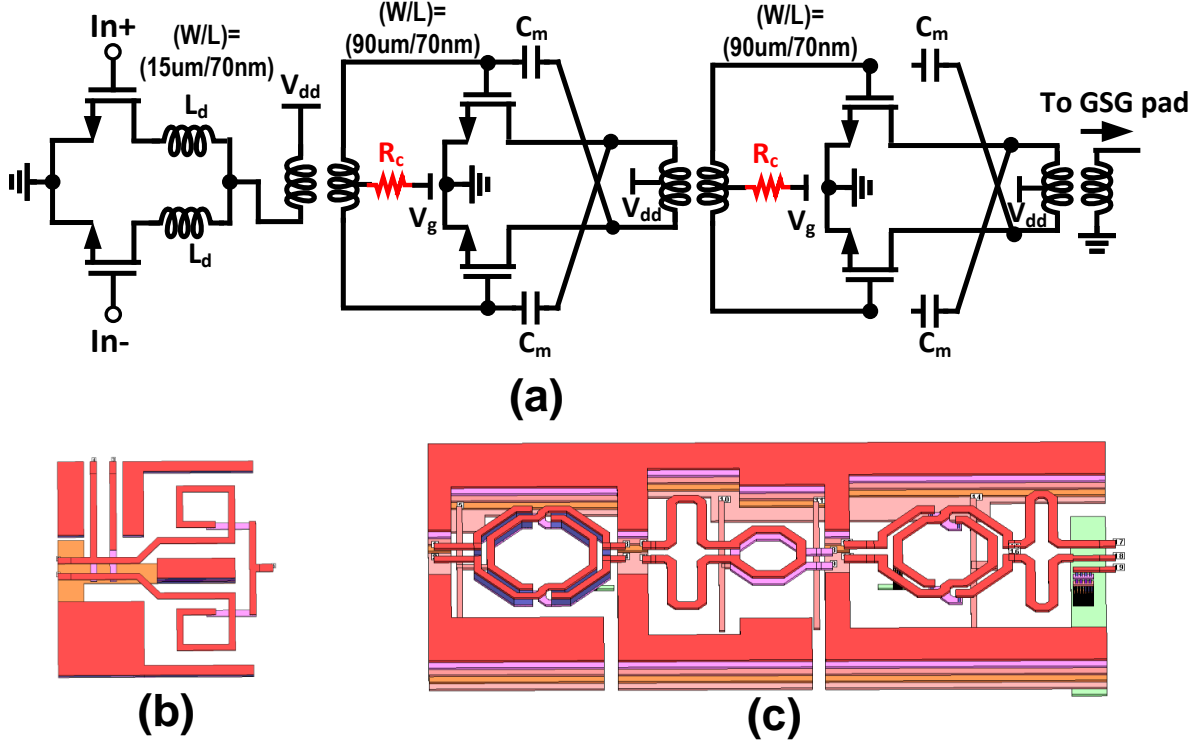 In+
(W/L)=
(15um/70nm)
Ld
Vdd
Ld
In-
(W/L)=
(90um/70nm)
Cm
Rc
Vg
Vdd
Cm
(W/L)=
(90um/70nm)
Cm
Rc
Vg
Vdd
Cm
To GSG pad
(a)
(b)
(c)